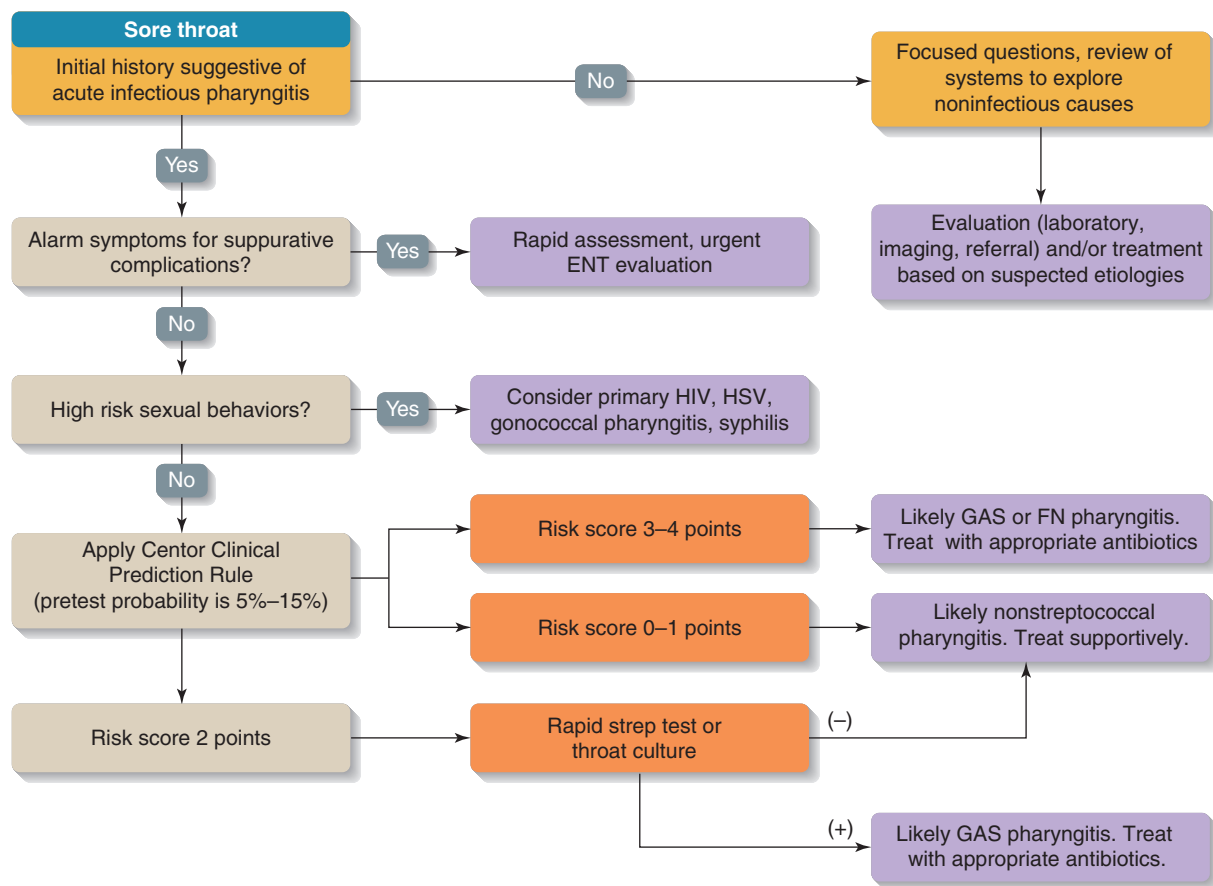 Sore throat
Initial history suggestive of
acute infectious pharyngitis
No
Focused questions, review of
systems to explore
noninfectious causes
Yes
Alarm symptoms for suppurative
complications?
Yes
Rapid assessment, urgent
ENT evaluation
Evaluation (laboratory,
imaging, referral) and/or treatment
based on suspected etiologies
No
High risk sexual behaviors?
Yes
Consider primary HIV, HSV,
gonococcal pharyngitis, syphilis
No
Apply Centor Clinical
Prediction Rule
(pretest probability is 5%–15%)
Risk score 3–4 points
Likely GAS or FN pharyngitis.
Treat with appropriate antibiotics
Risk score 0–1 points
Likely nonstreptococcal
pharyngitis. Treat supportively.
Risk score 2 points
Rapid strep test or
throat culture
(–)
(+)
Likely GAS pharyngitis. Treat
with appropriate antibiotics.